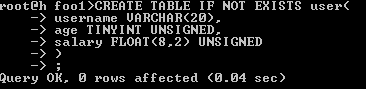 root@h foo1>CREATE TABLE IF NOT EXISTS user(
-> username VARCHAR(20),
-> age TINYINT UNSIGNED,
-> salary FLOAT(8,2) UNSIGNED
-> )
-> ;
Query OK, 0 rows affected (0.04 sec)